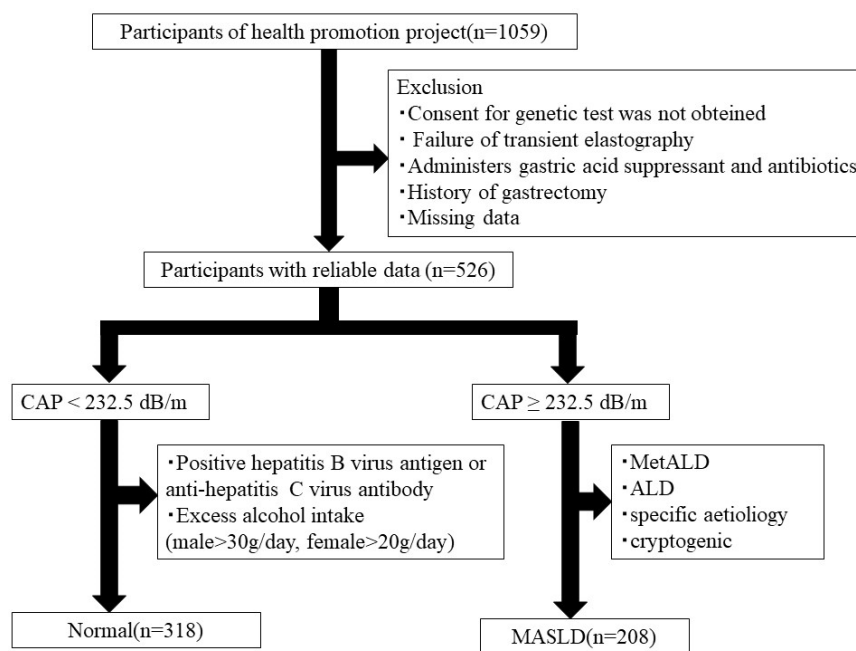 Participants of health promotion project(n=1059)
Exclusion
・Consent for genetic test was not obteined
・ Failure of transient elastography
・Administers gastric acid suppressant and antibiotics
・History of gastrectomy
・Missing data
Participants with reliable data (n=526)
CAP < 232.5 dB/m
CAP ≥ 232.5 dB/m
・Positive hepatitis B virus antigen or
anti-hepatitis C virus antibody
・Excess alcohol intake
(male>30g/day, female>20g/day)
・MetALD
・ALD
・specific aetioliogy
・cryptogenic
Normal(n=318)
MASLD(n=208)